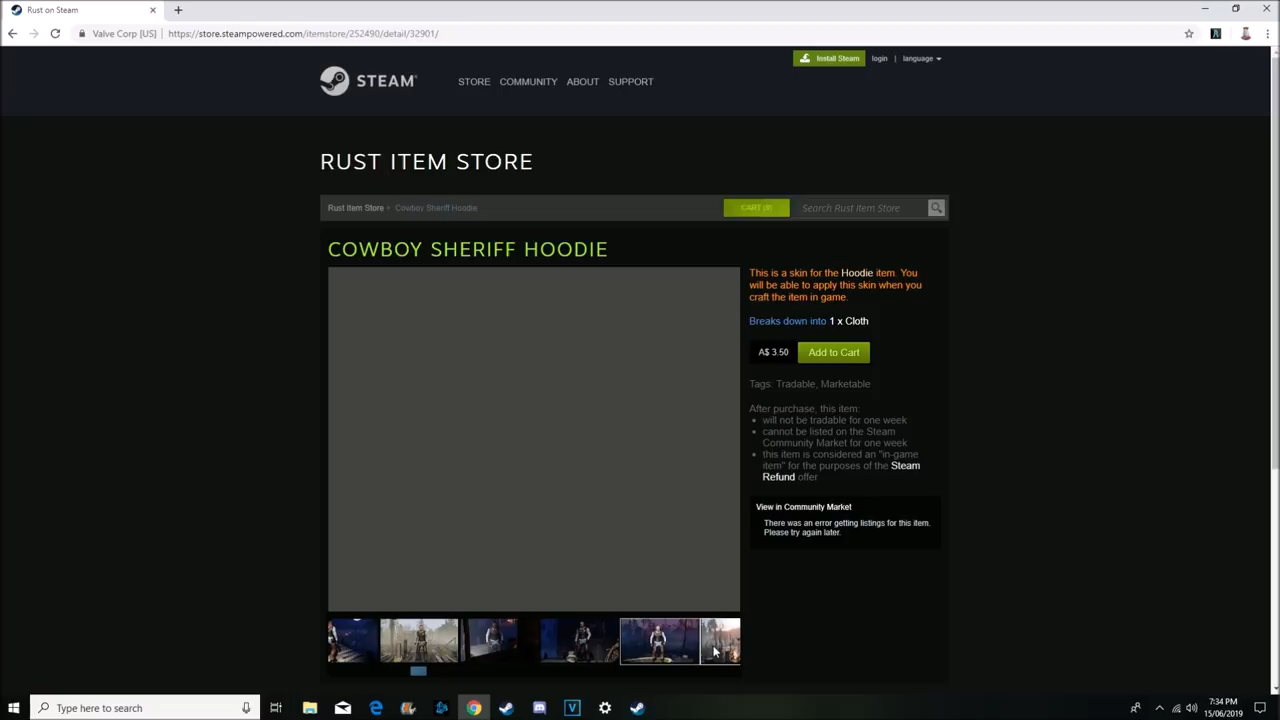 Rust on Steam
Valve Corp [US]
https://store.steampowered.com/itemstore/252490/detail/32901/
Install Steam
login
language
STEAM
STORE
COMMUNITY
ABOUT
SUPPORT
RUST ITEM STORE
Rust Item Store
Cowboy Sheriff Hoodie
Search Rust Item Store
COWBOY SHERIFF HOODIE
This is a skin for the Hoodie item. You
will be able to apply this skin when you
craft the item in game.
Breaks down into 1 x Cloth
A$ 3.50
Add to Cart
Tags: Tradable, Marketable
After purchase, this item:
will not be tradable for one week
cannot be listed on the Steam
Community Market for one week
this item is considered an "in-game
item" for the purposes of the Steam
Refund offer
View in Community Market
There was an error getting listings for this item.
Please try again later.
Type here to search
7:34 PM
15/06/2019